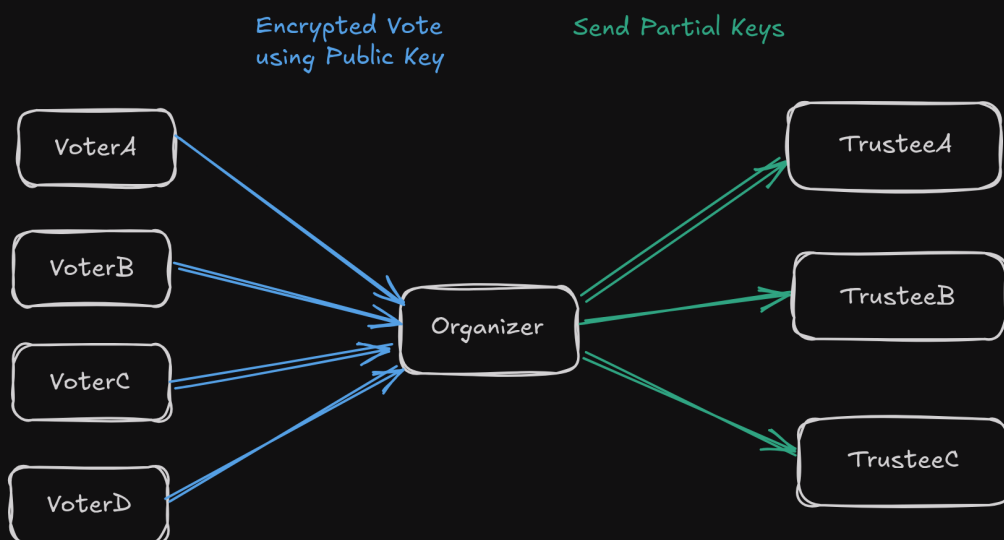 Encrypted Vote
using Public Key
Send Partial Keys
VoterA
TrusteeA
VoterB
TrusteeB
Organizer
VoterC
TrusteeC
VoterD